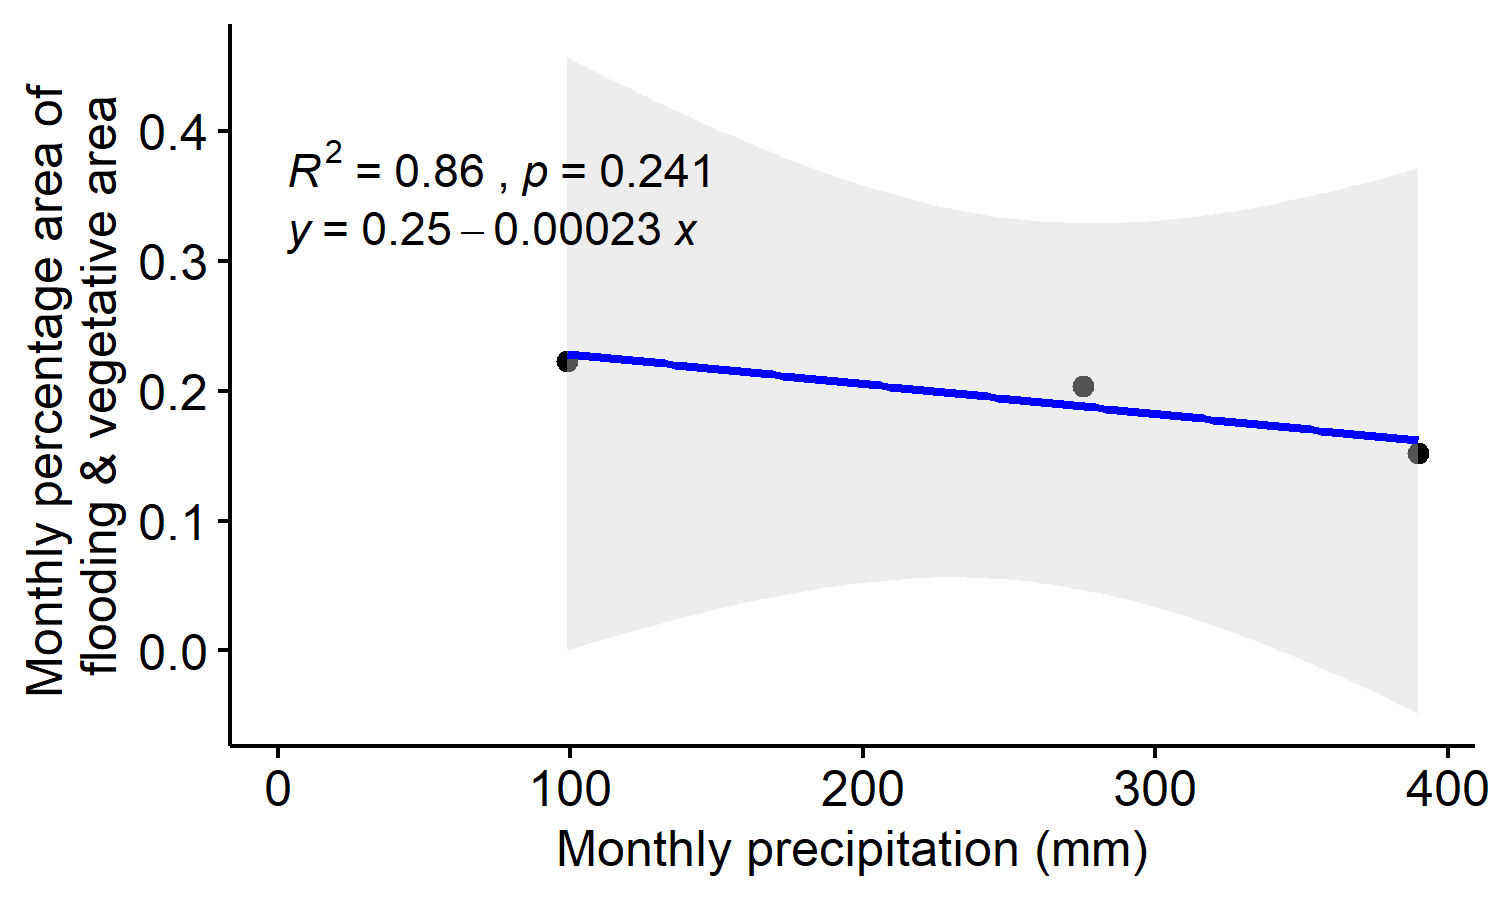 Monthly percentage area of
flooding & vegetative area
0.4
0.3
0.2
0.1
0.0
R² = 0.86 , p = 0.241
y = 0.25 – 0.00023 x
0 100 200 300 400
Monthly precipitation (mm)